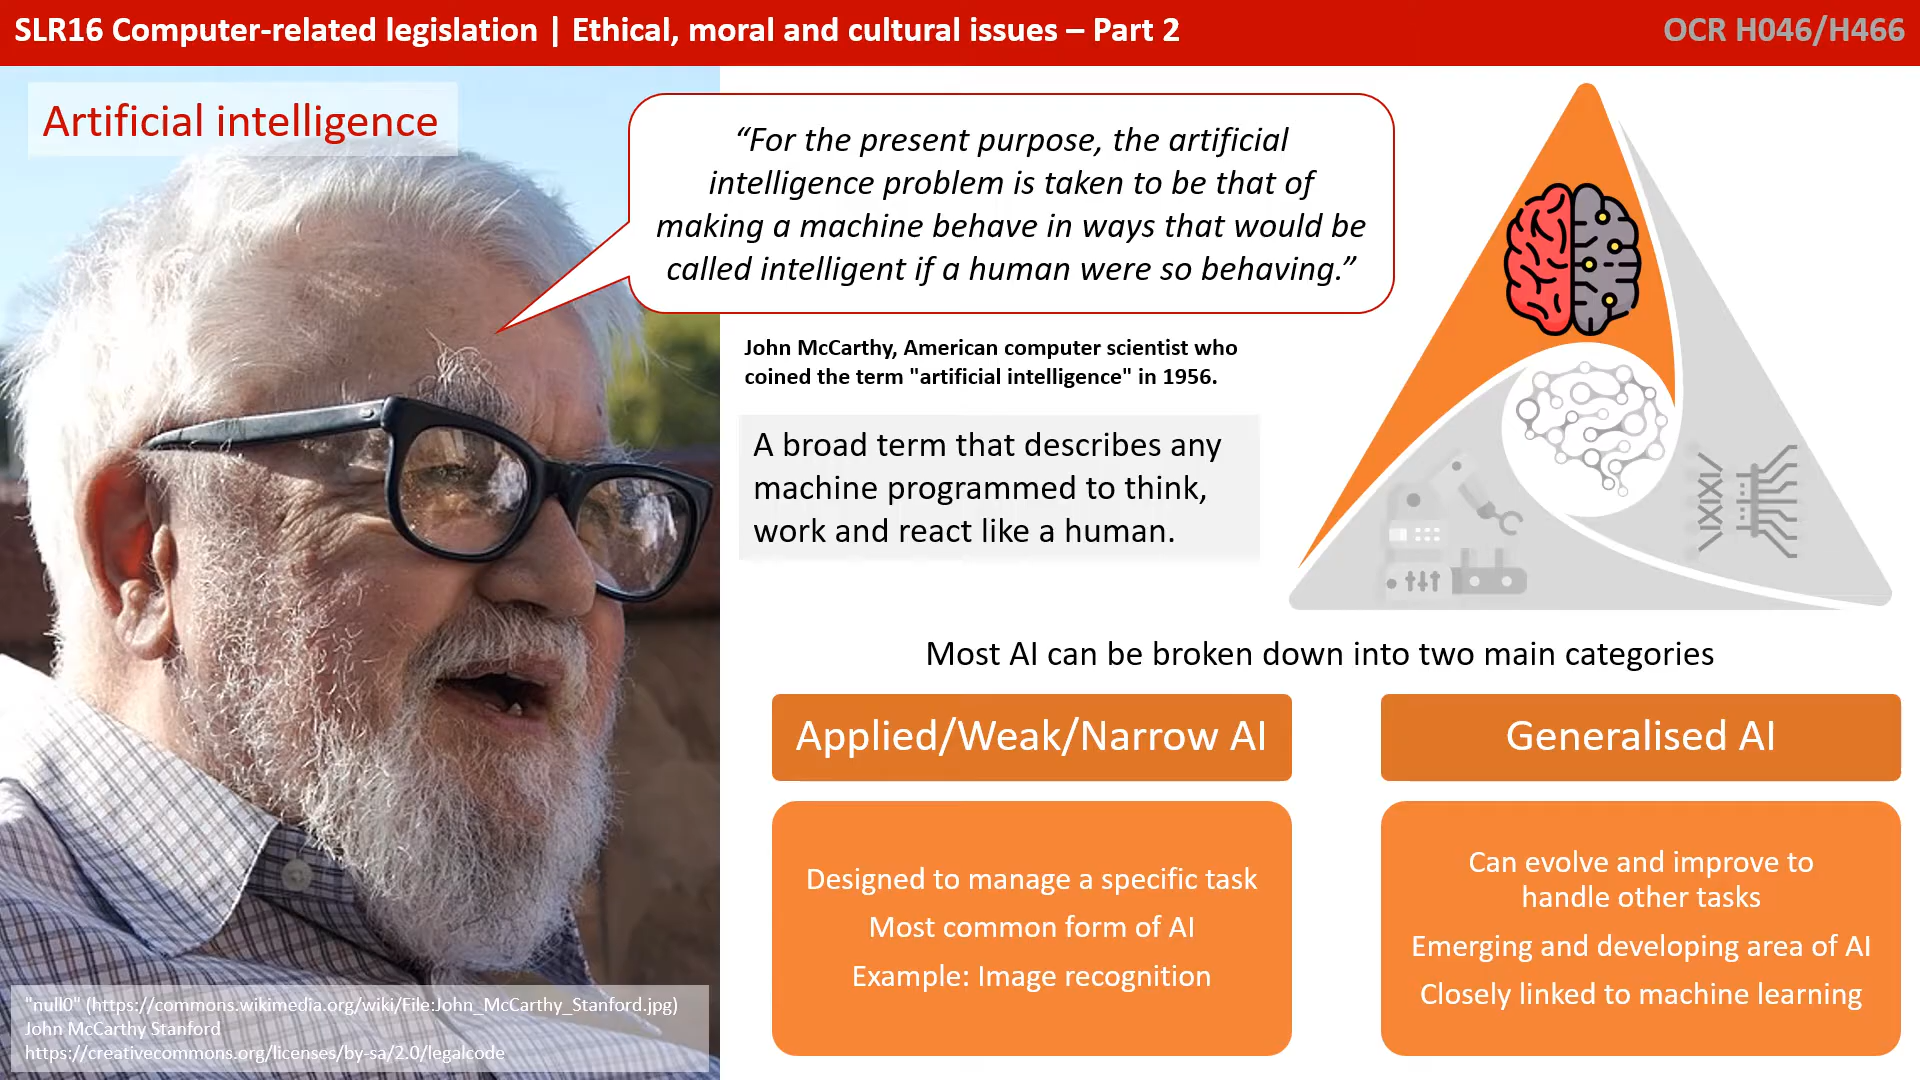 SLR16 Computer-related legislation | Ethical, moral and cultural issues – Part 2
OCR H046/H466
Artificial intelligence
“For the present purpose, the artificial
intelligence problem is taken to be that of
making a machine behave in ways that would be
called intelligent if a human were so behaving.”
John McCarthy, American computer scientist who
coined the term "artificial intelligence" in 1956.
A broad term that describes any
machine programmed to think,
work and react like a human.
Most AI can be broken down into two main categories
Applied/Weak/Narrow AI
Designed to manage a specific task
Most common form of AI
Example: Image recognition
Generalised AI
Can evolve and improve to
handle other tasks
Emerging and developing area of AI
Closely linked to machine learning
"null0" (https://commons.wikimedia.org/wiki/File:John_McCarthy_Stanford.jpg)
John McCarthy Stanford
https://creativecommons.org/licenses/by-sa/2.0/legalcode